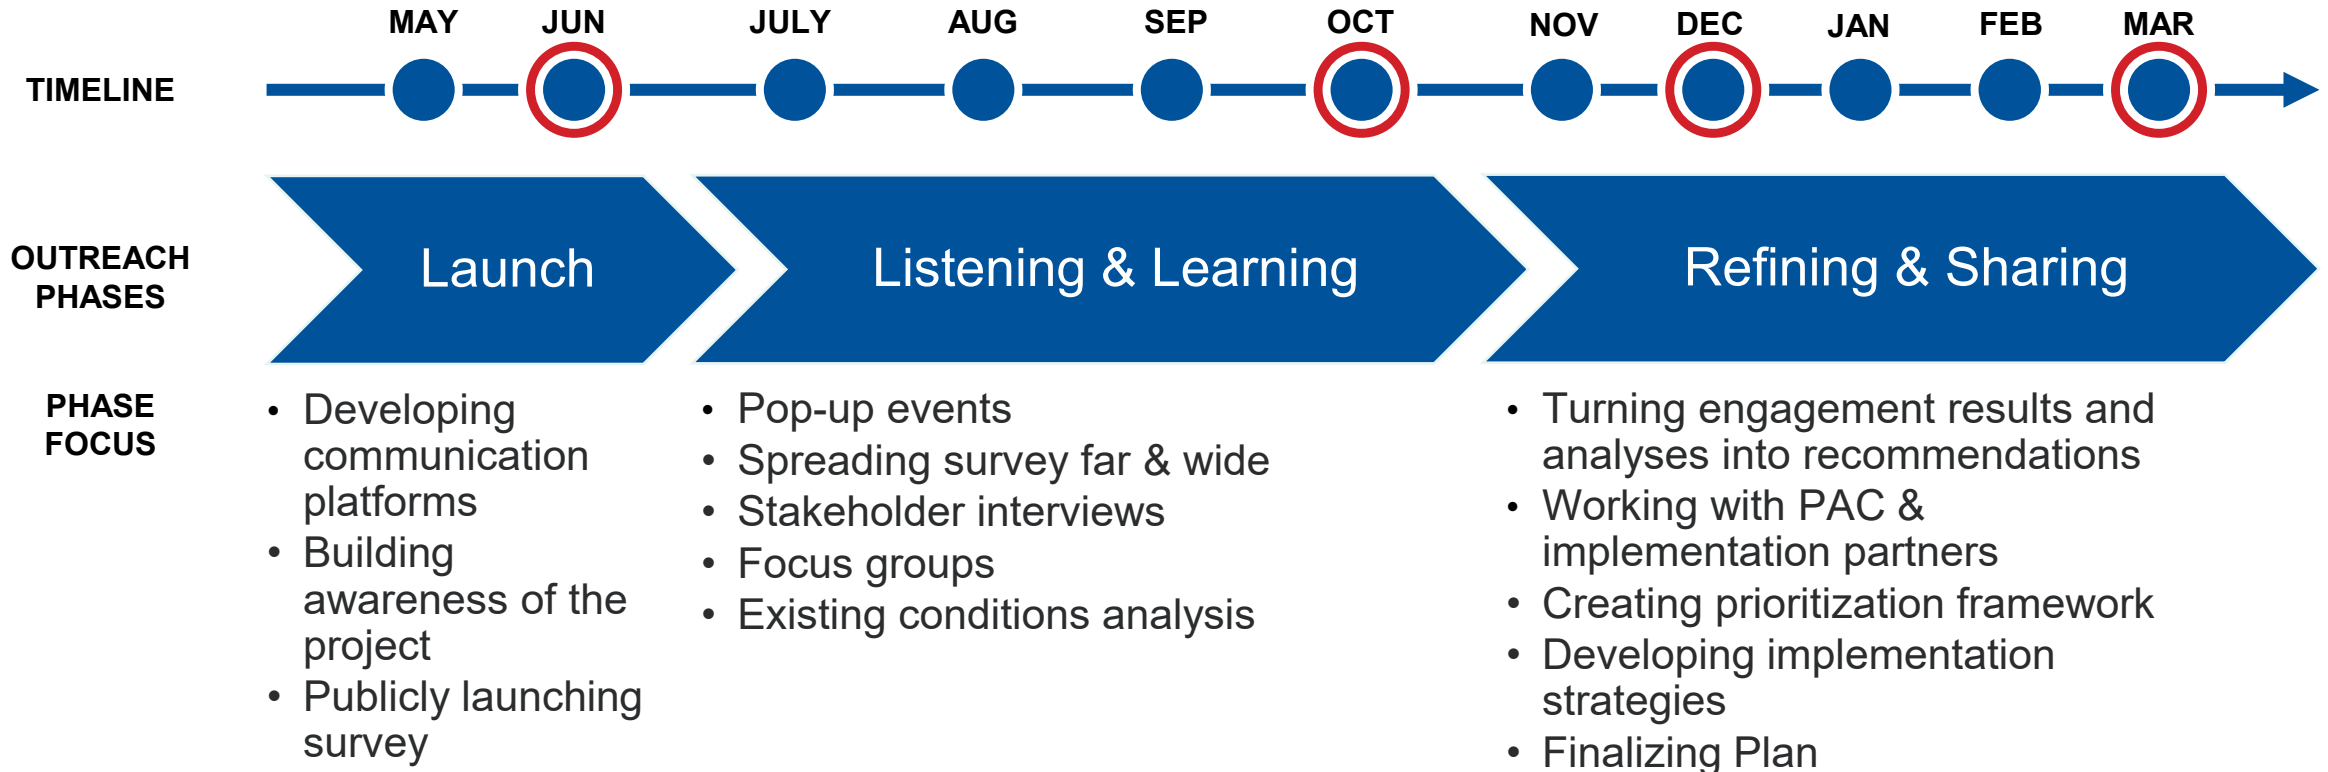 MAY JUN JULY AUG SEP OCT NOV DEC JAN FEB MAR
TIMELINE
OUTREACH
PHASES
Launch
Listening & Learning
Refining & Sharing
PHASE
FOCUS
• Developing
communication
platforms
• Building
awareness of the
project
• Publicly launching
survey
• Pop-up events
• Spreading survey far & wide
• Stakeholder interviews
• Focus groups
• Existing conditions analysis
• Turning engagement results and
analyses into recommendations
• Working with PAC &
implementation partners
• Creating prioritization framework
• Developing implementation
strategies
• Finalizing Plan